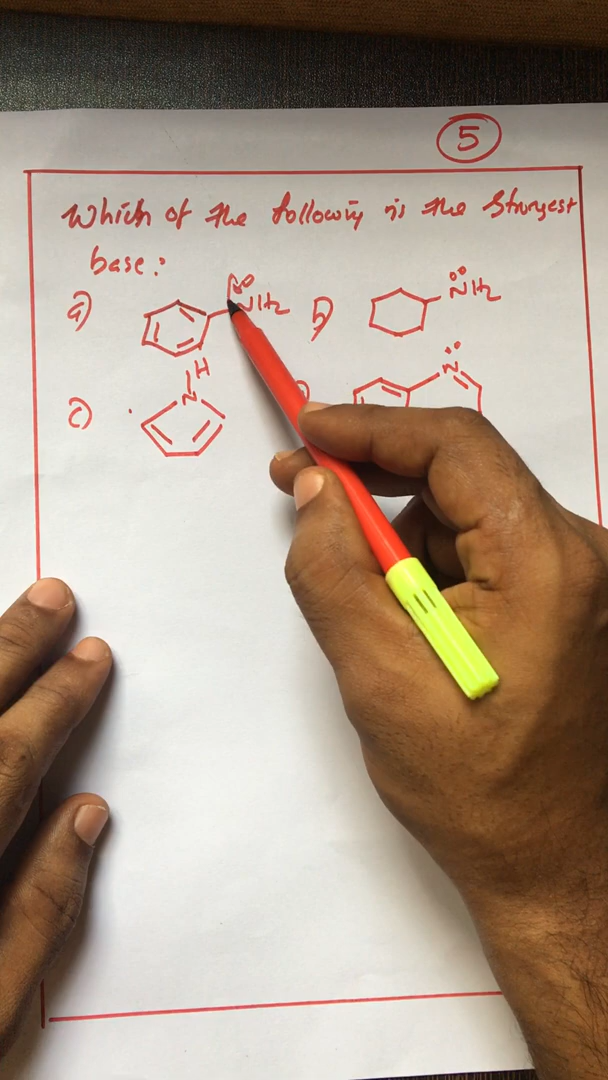 5
Which of the following is the Strongest
base:
a) NH2 b) NH2
c) N H N